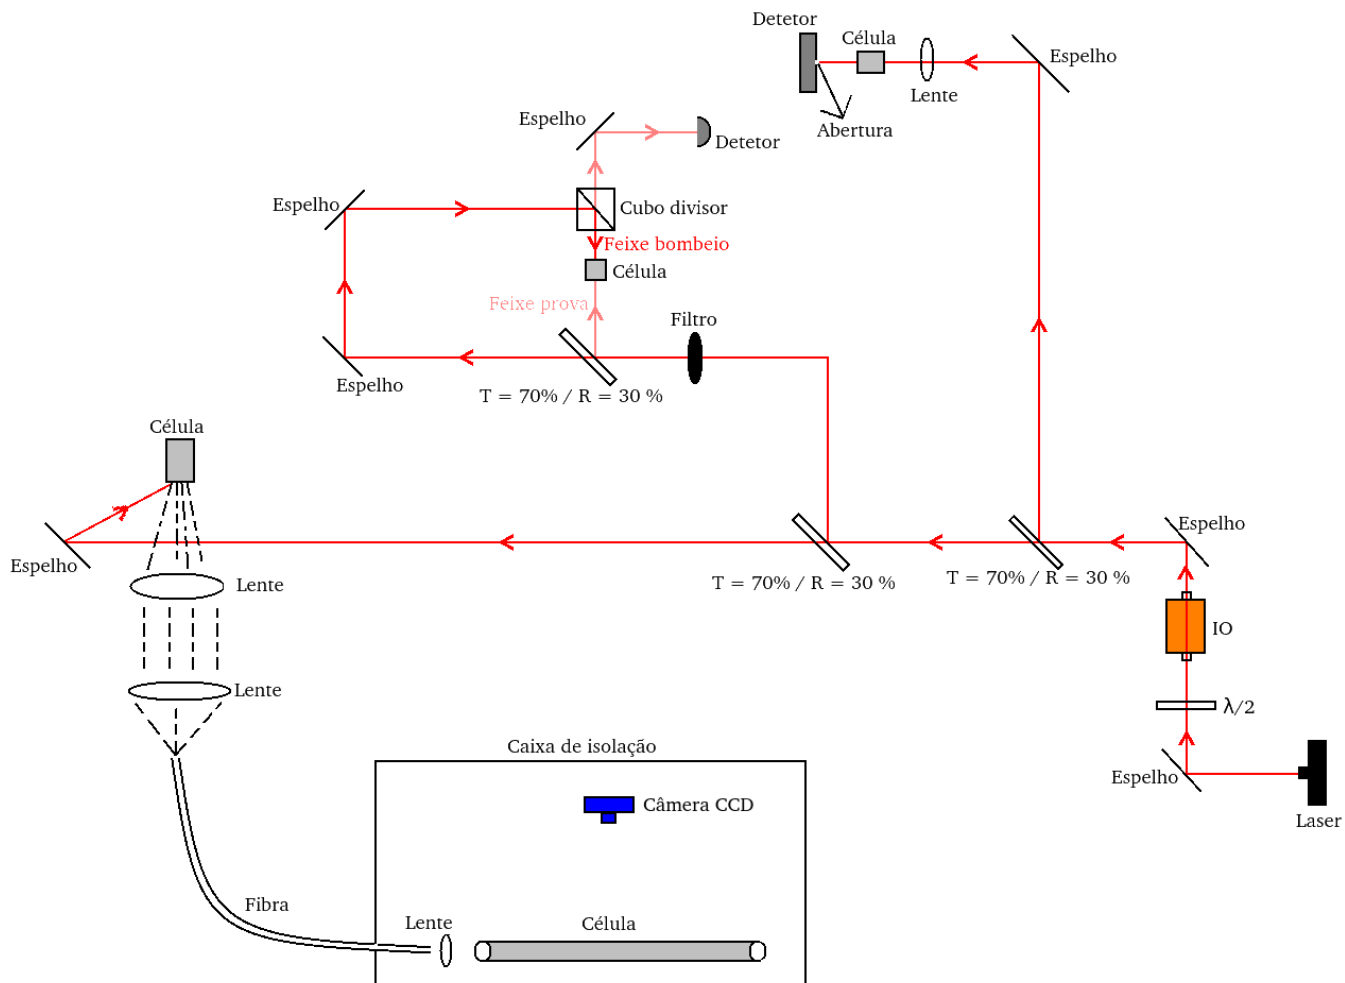 Detetor
Célula
Espelho
Lente
Abertura
Espelho
Detetor
Espelho
Cubo divisor
Feixe bombeio
Célula
Feixe prova
Filtro
Espelho
T = 70% / R = 30 %
Célula
Espelho
Espelho
T = 70% / R = 30 %
T = 70% / R = 30 %
Lente
IO
Lente
λ/2
Caixa de isolação
Espelho
Câmera CCD
Laser
Fibra
Lente
Célula